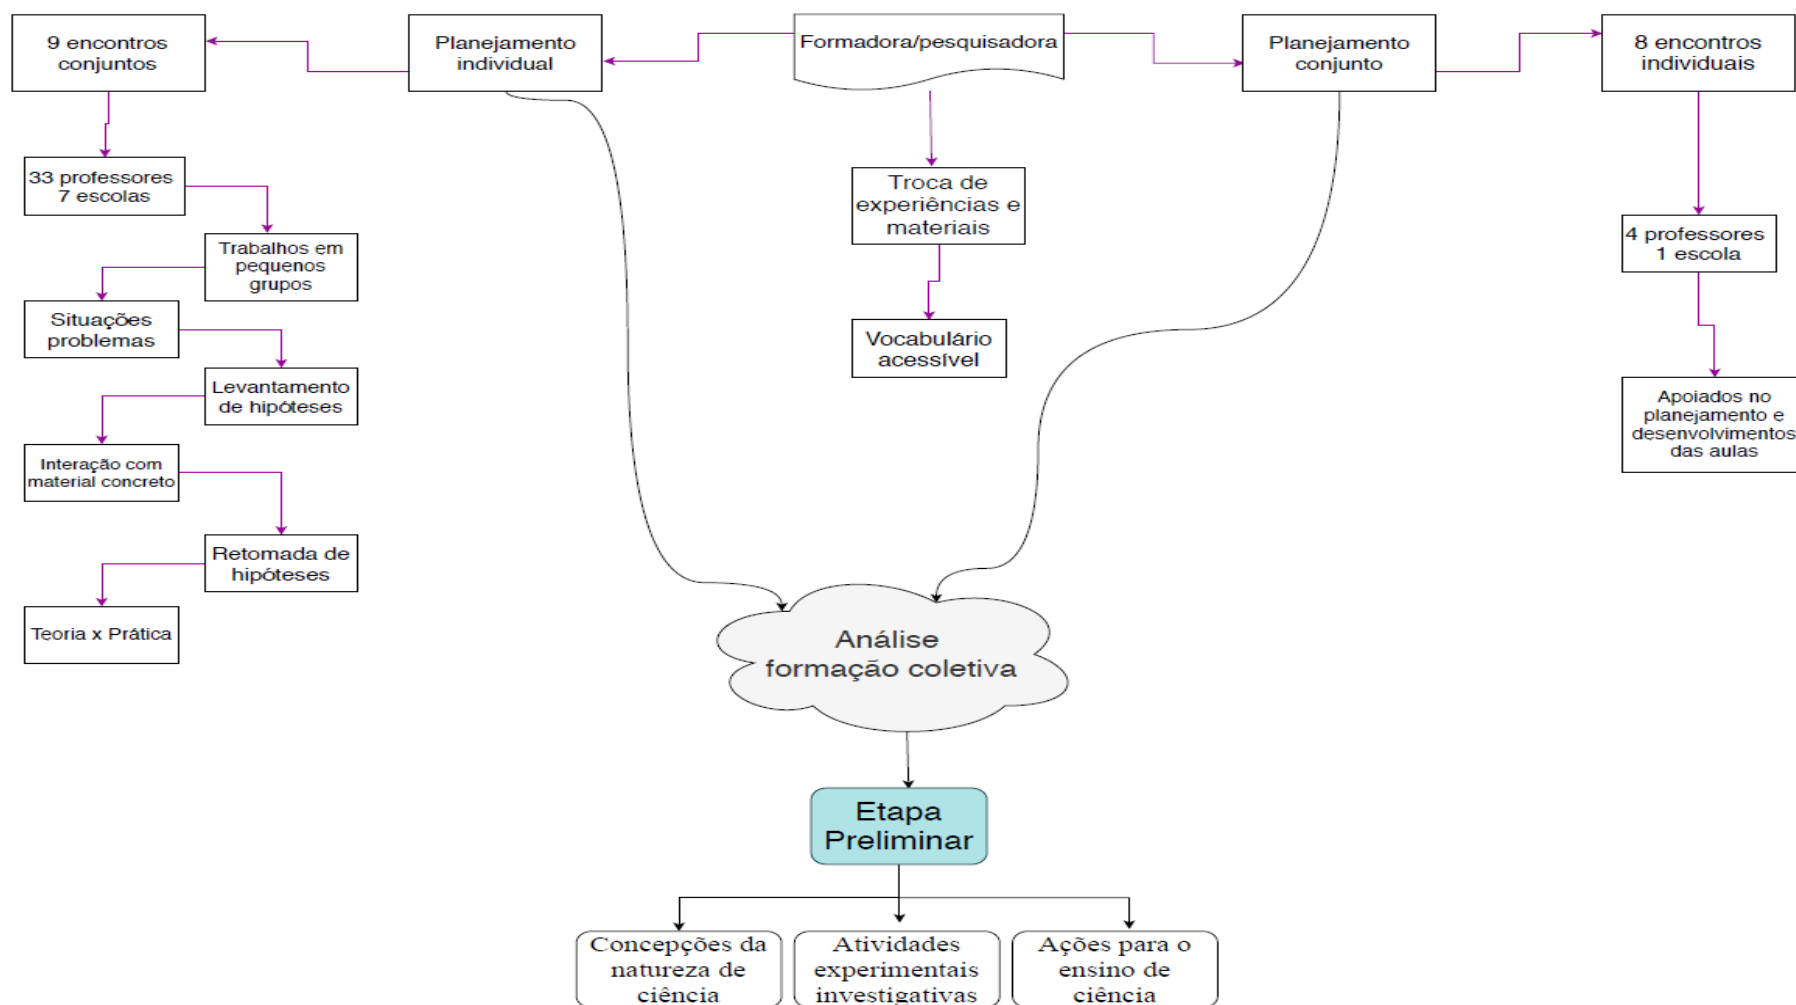 9 encontros
conjuntos
Planejamento
individual
Formadora/pesquisadora
Planejamento
conjunto
8 encontros
individuais
33 professores
7 escolas
Trabalhos em
pequenos
grupos
Situações
problemas
Levantamento
de hipóteses
Interação com
material concreto
Retomada de
hipóteses
Teoria x Prática
Troca de
experiências e
materiais
Vocabulário
acessível
4 professores
1 escola
Apoiados no
planejamento e
desenvolvimentos
das aulas
Análise
formação coletiva
Etapa
Preliminar
Concepções da
natureza de
ciência
Atividades
experimentais
investigativas
Ações para o
ensino de
ciência